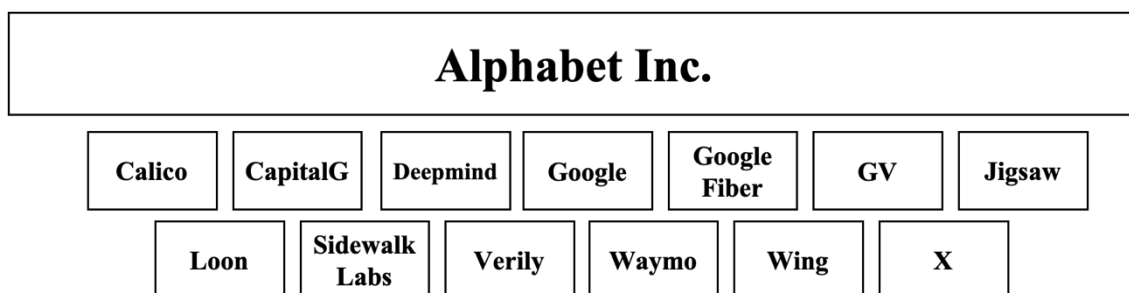 Alphabet Inc.
Calico
CapitalG
Deepmind
Google
Google
Fiber
GV
Jigsaw
Loon
Sidewalk
Labs
Verily
Waymo
Wing
X